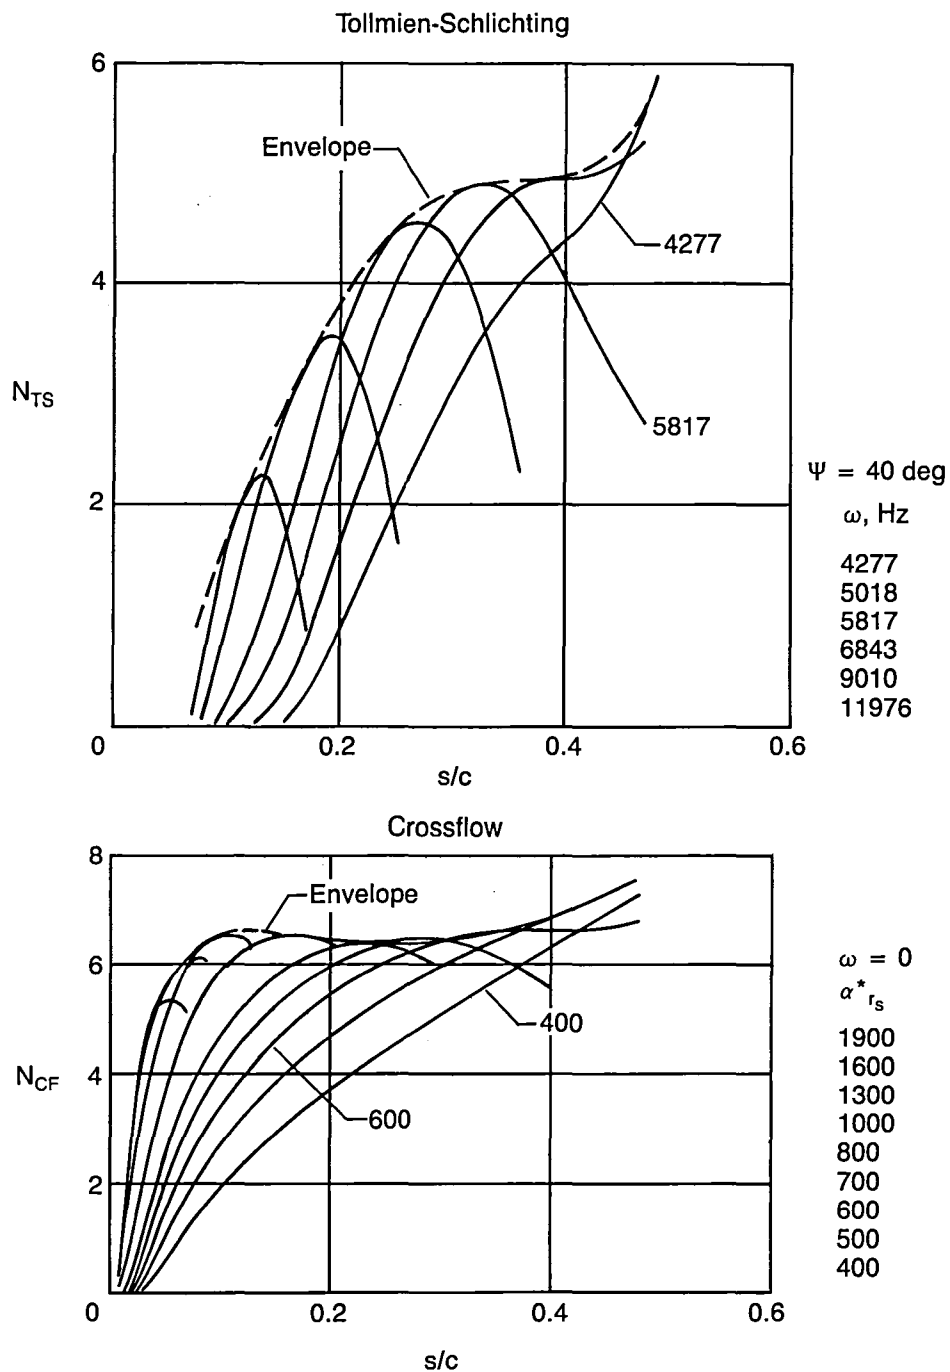 Tollmien-Schlichting
6
Envelope
4277
4
N_TS
5817
2
Ψ = 40 deg
ω, Hz
4277
5018
5817
6843
9010
11976
0 0.2 0.4 0.6
s/c
Crossflow
8
Envelope
6
400
N_CF
4
600
2
ω = 0
α*_rs
1900
1600
1300
1000
800
700
600
500
400
0 0.2 0.4 0.6
s/c